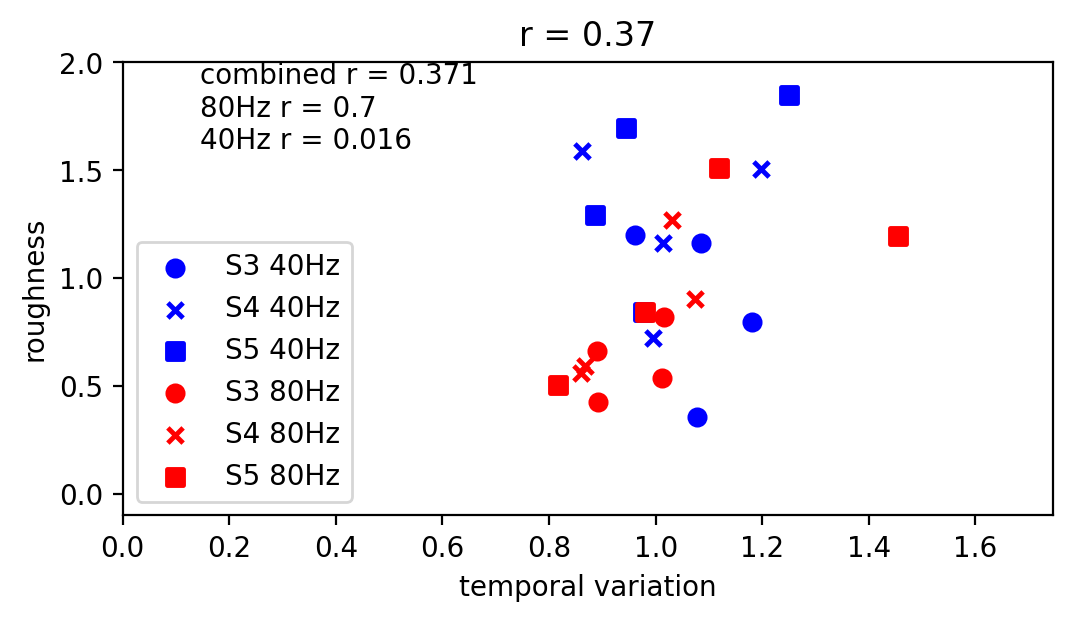 r = 0.37
combined r = 0.371
80Hz r = 0.7
40Hz r = 0.016
2.0
1.5
1.0
0.5
0.0
roughness
S3 40Hz
S4 40Hz
S5 40Hz
S3 80Hz
S4 80Hz
S5 80Hz
0.0 0.2 0.4 0.6 0.8 1.0 1.2 1.4 1.6
temporal variation